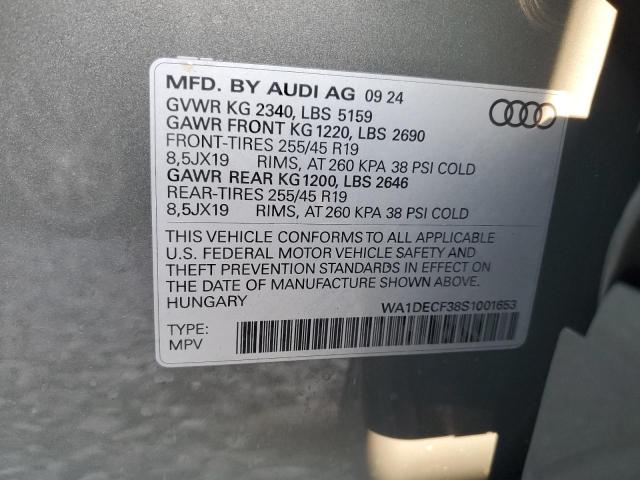 MFD. BY AUDI AG 09 24
GVWR KG 2340, LBS 5159
GAWR FRONT KG 1220, LBS 2690
FRONT-TIRES 255/45 R19
8,5JX19 RIMS, AT 260 KPA 38 PSI COLD
GAWR REAR KG 1200, LBS 2646
REAR-TIRES 255/45 R19
8,5JX19 RIMS, AT 260 KPA 38 PSI COLD
THIS VEHICLE CONFORMS TO ALL APPLICABLE
U.S. FEDERAL MOTOR VEHICLE SAFETY AND
THEFT PREVENTION STANDARDS IN EFFECT ON
THE DATE OF MANUFACTURE SHOWN ABOVE.
HUNGARY WA1DECF38S1001653
TYPE:
MPV